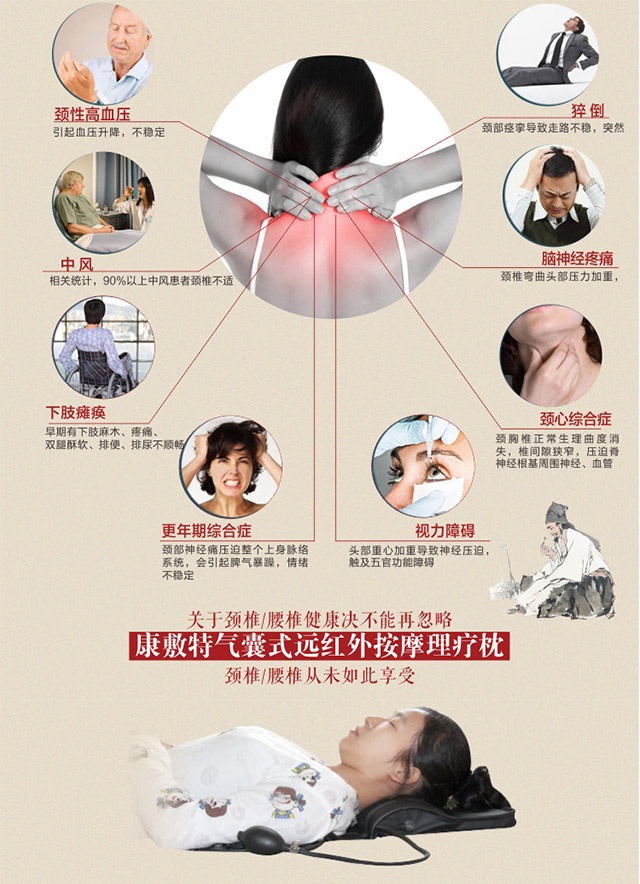 颈性高血压
引起血压升降，不稳定
猝倒
颈部痉挛导致走路不稳，突然
中风
相关统计，90%以上中风患者颈椎不适
脑神经疼痛
颈椎弯曲头部压力加重，
下肢瘫痪
早期有下肢麻木、疼痛、
双腿酥软、排便、排尿不顺畅
颈心综合症
颈胸椎正常生理曲度消
失，椎间隙狭窄，压迫脊
神经根基周围神经、血管
更年期综合症
颈部神经痛压迫整个上身脉络
系统，会引起脾气暴躁，情绪
不稳定
视力障碍
头部重心加重导致神经压迫，
触及五官功能障碍
关于颈椎/腰椎健康决不能再忽略
康敷特气囊式远红外按摩理疗枕
颈椎/腰椎从未如此享受